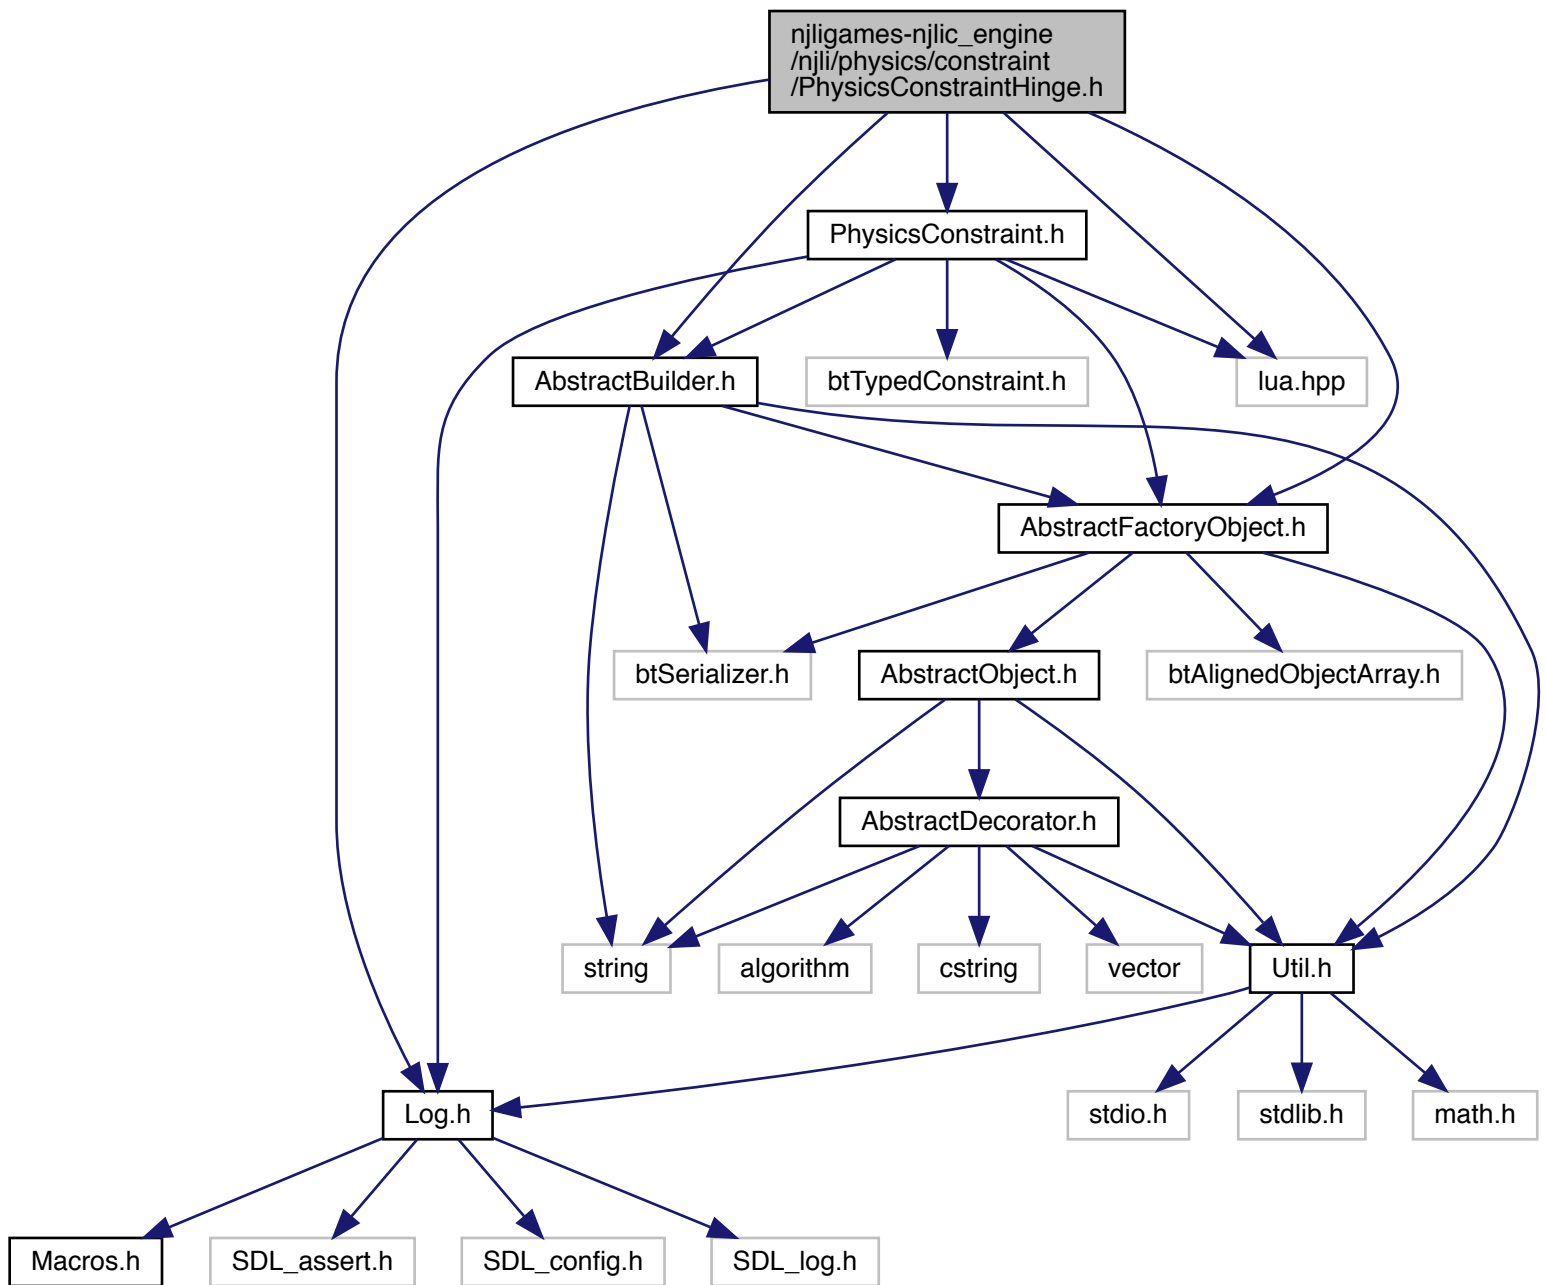 njligames-njlic_engine
/njli/physics/constraint
/PhysicsConstraintHinge.h
PhysicsConstraint.h
AbstractBuilder.h
btTypedConstraint.h
lua.hpp
AbstractFactoryObject.h
btSerializer.h
AbstractObject.h
btAlignedObjectArray.h
AbstractDecorator.h
string
algorithm
cstring
vector
Util.h
Log.h
stdio.h
stdlib.h
math.h
Macros.h
SDL_assert.h
SDL_config.h
SDL_log.h